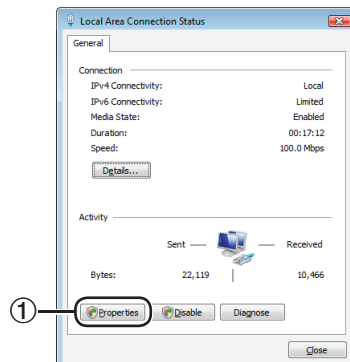 Local Area Connection Status
General
Connection
IPv4 Connectivity: Local
IPv6 Connectivity: Limited
Media State: Enabled
Duration: 00:17:12
Speed: 100.0 Mbps
Details...
Activity
Sent — — Received
Bytes: 22,119 | 10,466
① Properties Disable Diagnose
Close